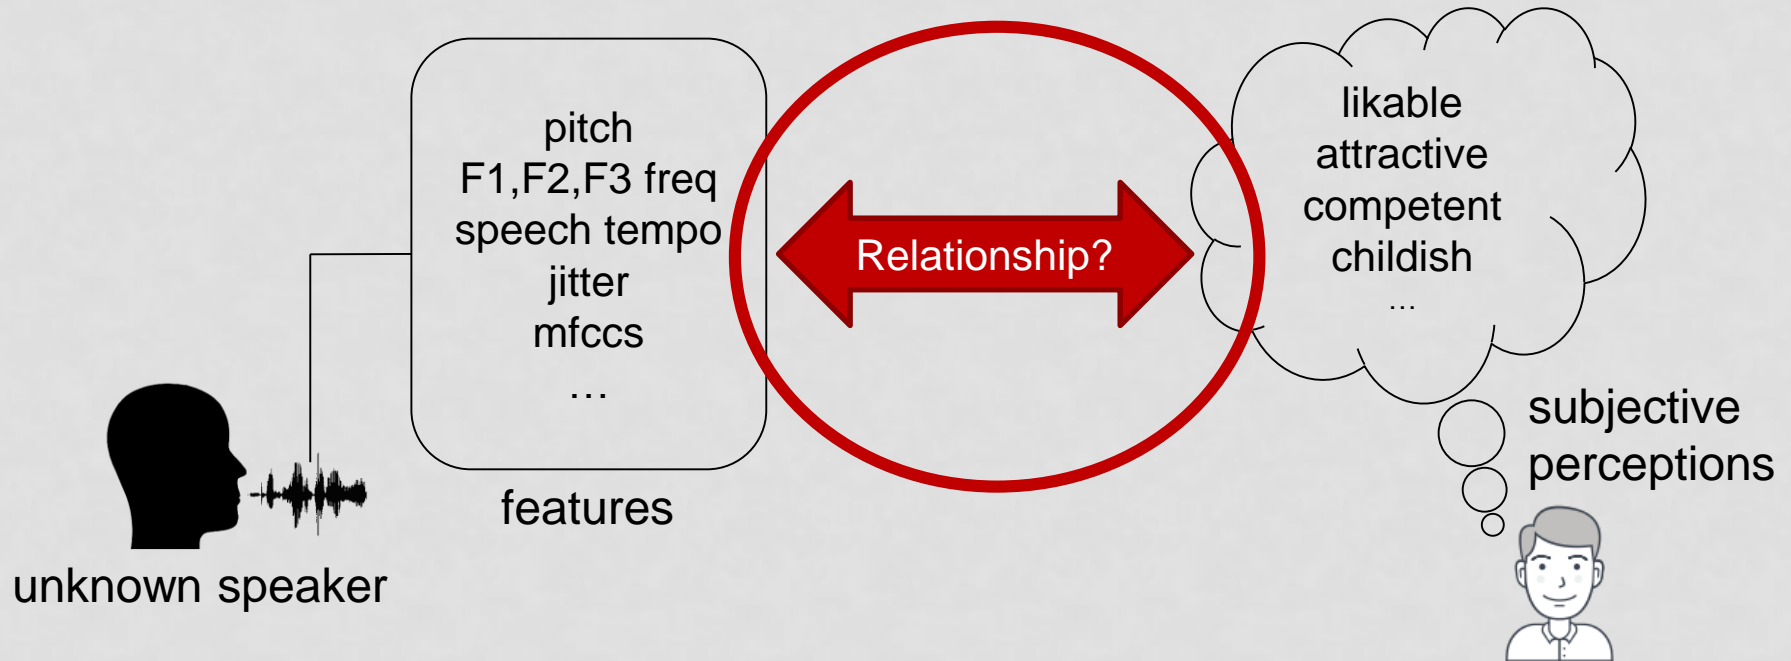 pitch
F1,F2,F3 freq
speech tempo
jitter
mfccs
…
features
unknown speaker
Relationship?
likable
attractive
competent
childish
…
subjective
perceptions